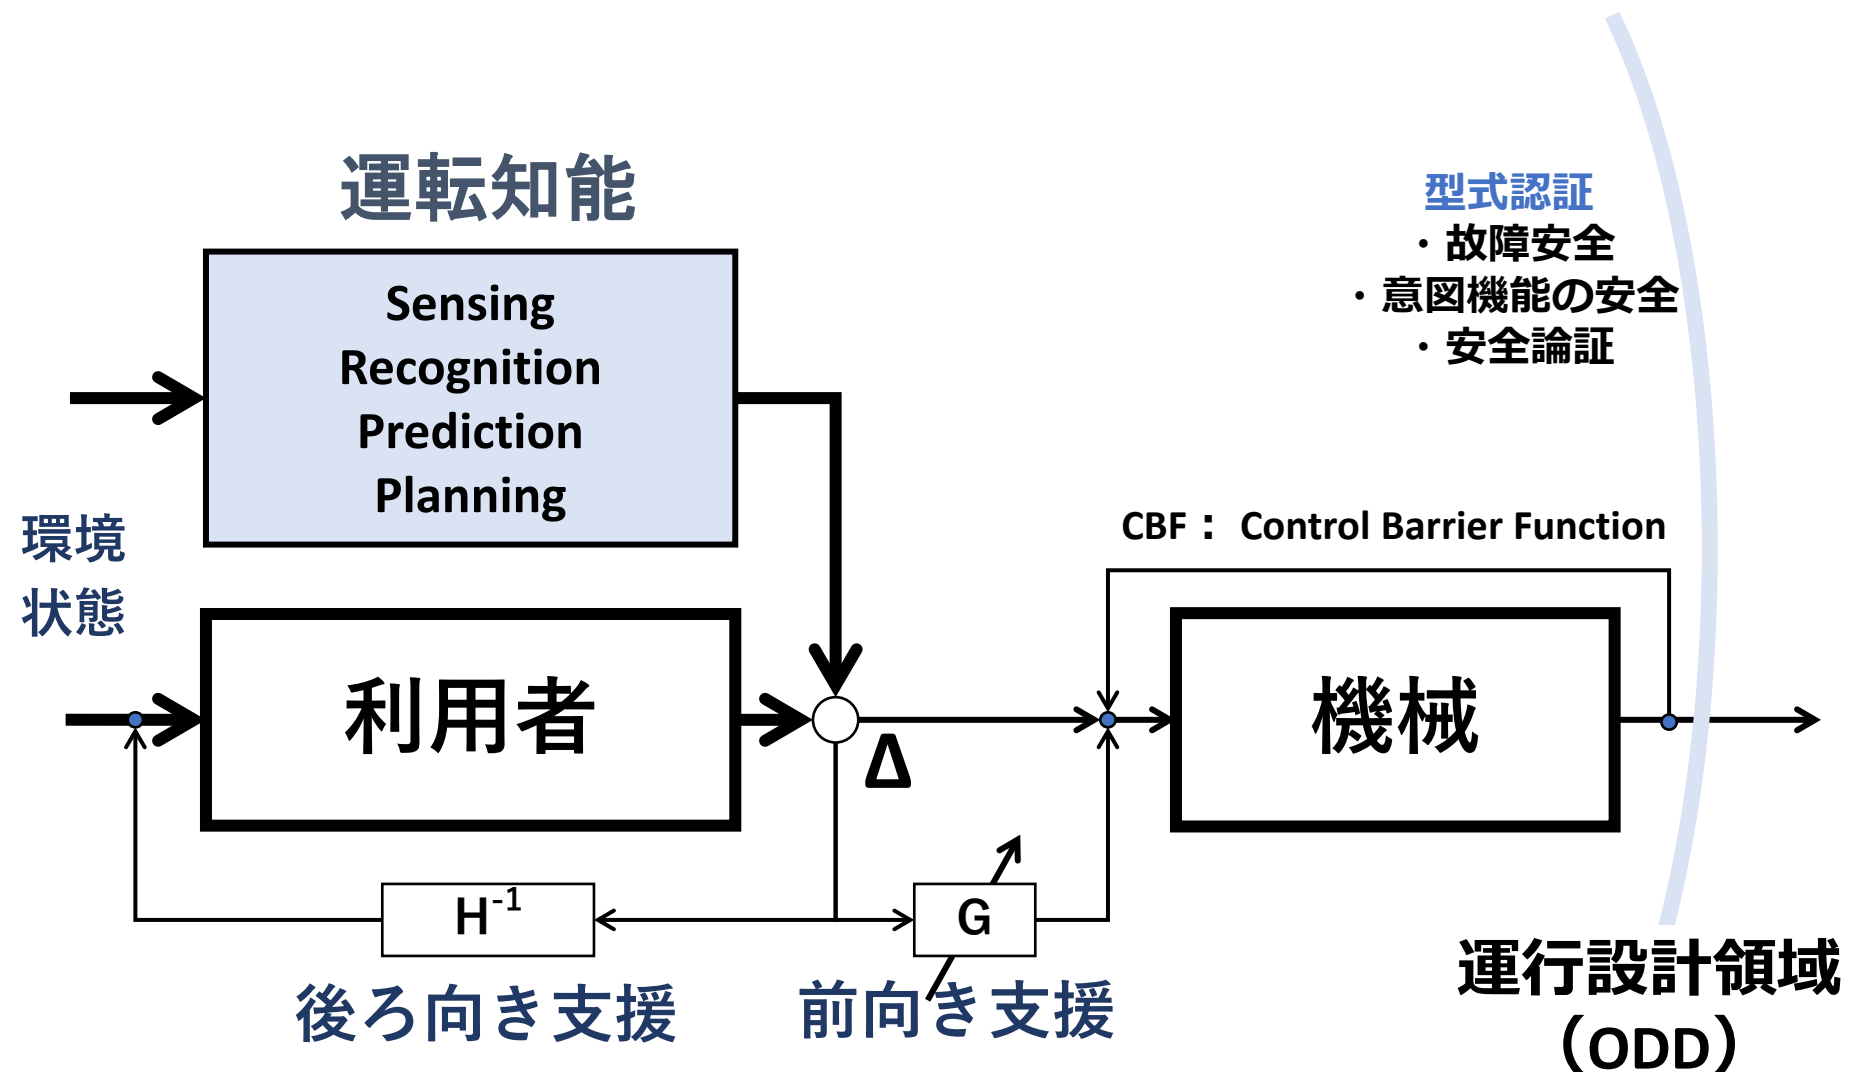 運転知能
Sensing
Recognition
Prediction
Planning
型式認証
・故障安全
・意図機能の安全
・安全論証
環境
状態
CBF： Control Barrier Function
利用者
機械
Δ
H⁻¹
G
後ろ向き支援
前向き支援
運行設計領域
（ODD）